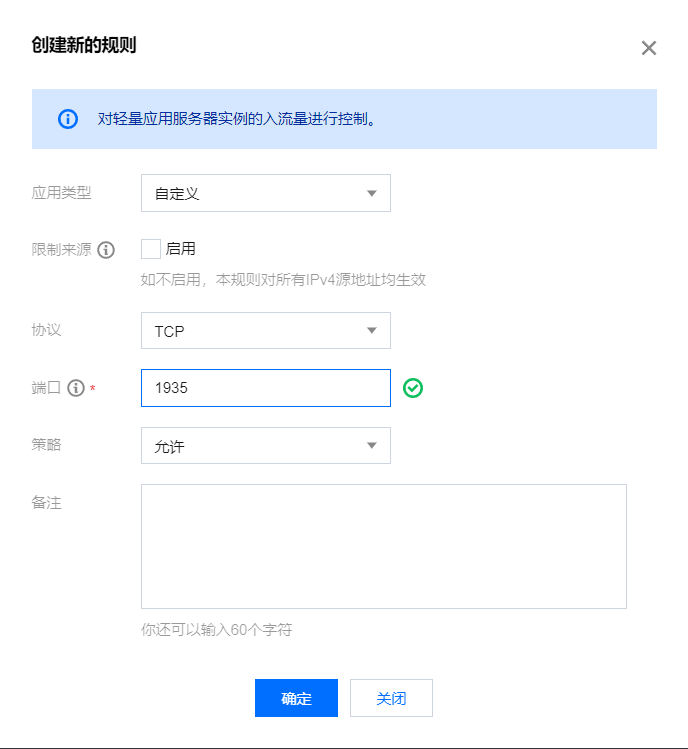 创建新的规则
对轻量应用服务器实例的入流量进行控制。
应用类型 自定义
限制来源 启用
如不启用，本规则对所有IPv4源地址均生效
协议 TCP
端口 * 1935
策略 允许
备注
你还可以输入60个字符
确定 关闭